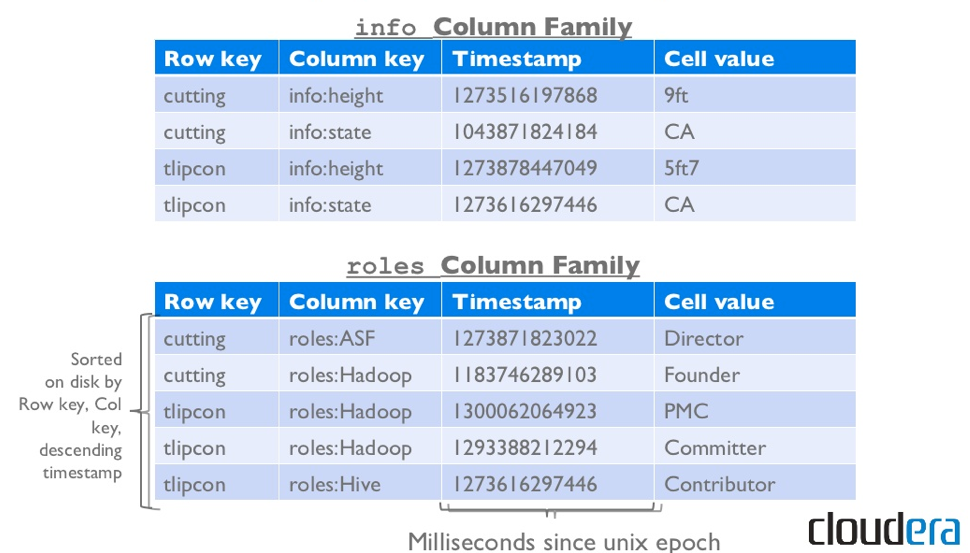 info Column Family
Row key Column key Timestamp Cell value
cutting info:height 1273516197868 9ft
cutting info:state 1043871824184 CA
tlipcon info:height 1273878447049 5ft7
tlipcon info:state 1273616297446 CA
roles Column Family
Row key Column key Timestamp Cell value
cutting roles:ASF 1273871823022 Director
cutting roles:Hadoop 1183746289103 Founder
tlipcon roles:Hadoop 1300062064923 PMC
tlipcon roles:Hadoop 1293388212294 Committer
tlipcon roles:Hive 1273616297446 Contributor
Sorted
on disk by
Row key, Col
key,
descending
timestamp
Milliseconds since unix epoch
cloudera